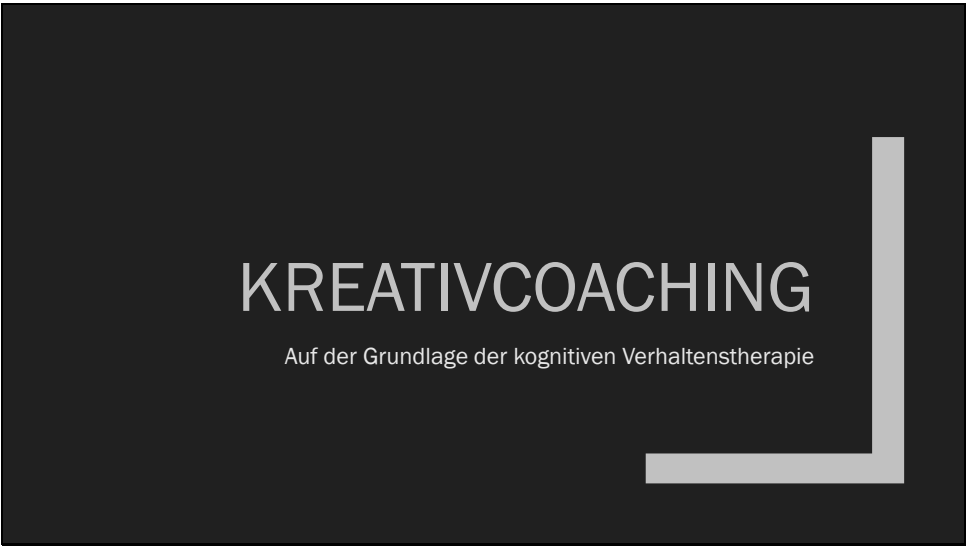 KREATIVCOACHING
Auf der Grundlage der kognitiven Verhaltenstherapie